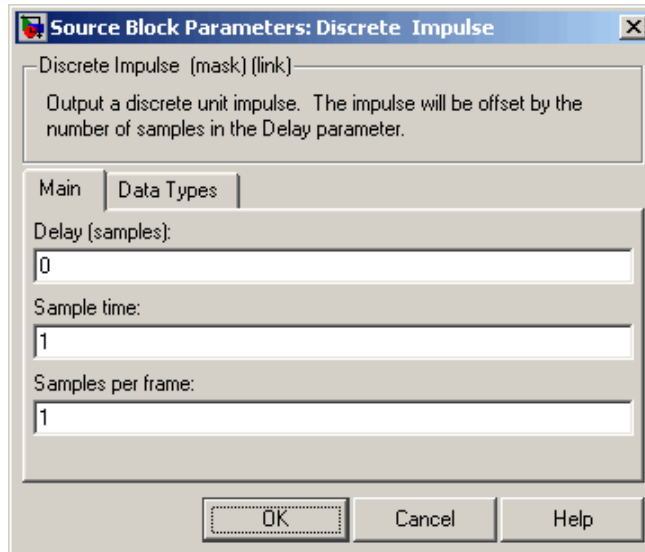 Source Block Parameters: Discrete Impulse
Discrete Impulse (mask) (link)
Output a discrete unit impulse. The impulse will be offset by the
number of samples in the Delay parameter.
Main
Data Types
Delay (samples):
0
Sample time:
1
Samples per frame:
1
OK
Cancel
Help